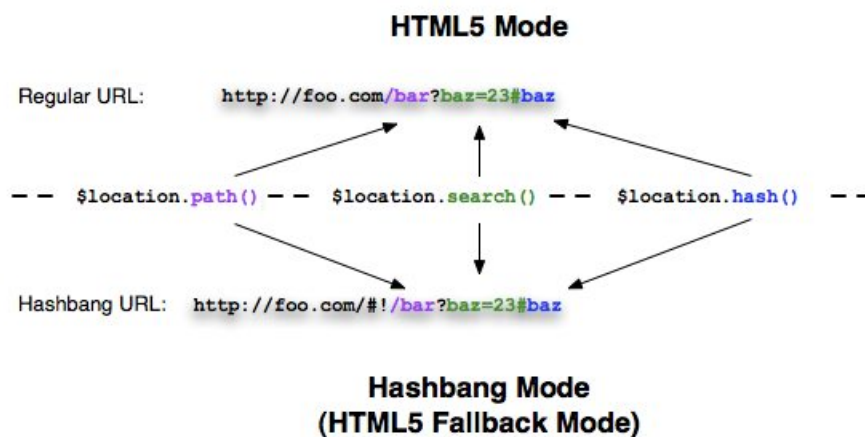 HTML5 Mode
Regular URL: http://foo.com/bar?baz=23#baz
$location.path() $location.search() $location.hash()
Hashbang URL: http://foo.com/#!/bar?baz=23#baz
Hashbang Mode
(HTML5 Fallback Mode)